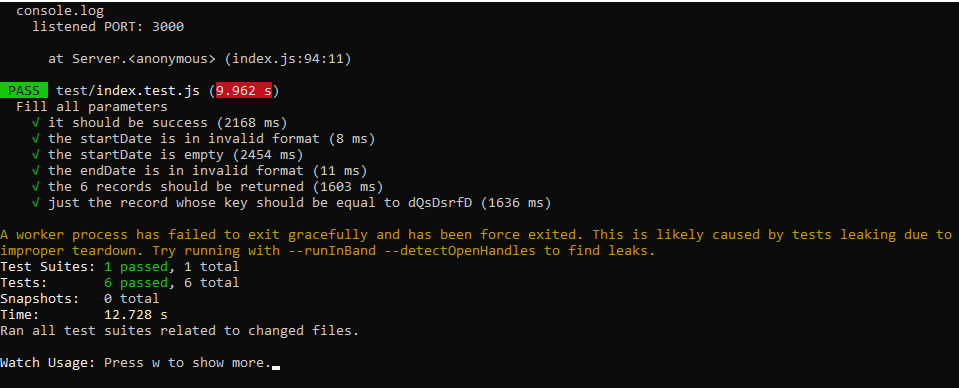 console.log
listened PORT: 3000
at Server.<anonymous> (index.js:94:11)
PASS test/index.test.js (9.962 s)
Fill all parameters
√ it should be success (2168 ms)
√ the startDate is in invalid format (8 ms)
√ the startDate is empty (2454 ms)
√ the endDate is in invalid format (11 ms)
√ the 6 records should be returned (1603 ms)
√ just the record whose key should be equal to dQsDsrfD (1636 ms)
A worker process has failed to exit gracefully and has been force exited. This is likely caused by tests leaking due to
improper teardown. Try running with --runInBand --detectOpenHandles to find leaks.
Test Suites: 1 passed, 1 total
Tests:       6 passed, 6 total
Snapshots:   0 total
Time:        12.728 s
Ran all test suites related to changed files.
Watch Usage: Press w to show more.